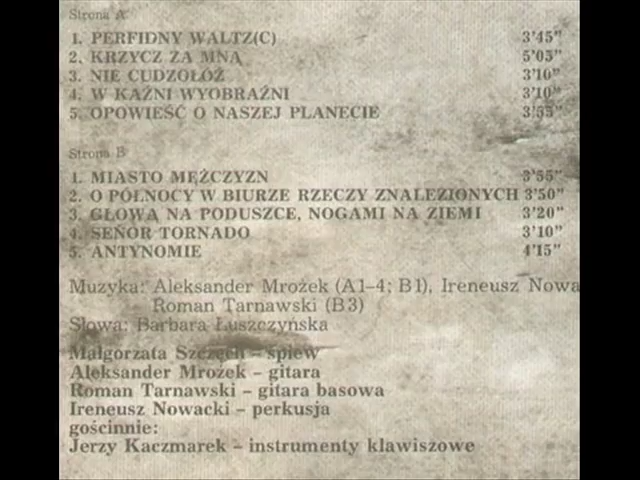 Strona A
1. PERFIDNY WALTZ(C) 3'45"
2. KRZYCZ ZA MNĄ 5'05"
3. NIE CUDZOŁÓŻ 3'10"
4. W KAŹNI WYOBRAŹNI 3'10"
5. OPOWIEŚĆ O NASZEJ PLANECIE 3'55"
Strona B
1. MIASTO MĘŻCZYZN 3'55"
2. O PÓŁNOCY W BIURZE RZECZY ZNALEZIONYCH 3'50"
3. GŁOWĄ NA PODUSZCE, NOGAMI NA ZIEMI 3'20"
4. SEÑOR TORNADO 3'10"
5. ANTYNOMIE 4'15"
Muzyka: Aleksander Mrożek (A1–4; B1), Ireneusz Nowa
Roman Tarnawski (B3)
Słowa: Barbara Łuszczyńska
Małgorzata Szczęch – śpiew
Aleksander Mrożek – gitara
Roman Tarnawski – gitara basowa
Ireneusz Nowacki – perkusja
gościnnie:
Jerzy Kaczmarek – instrumenty klawiszowe